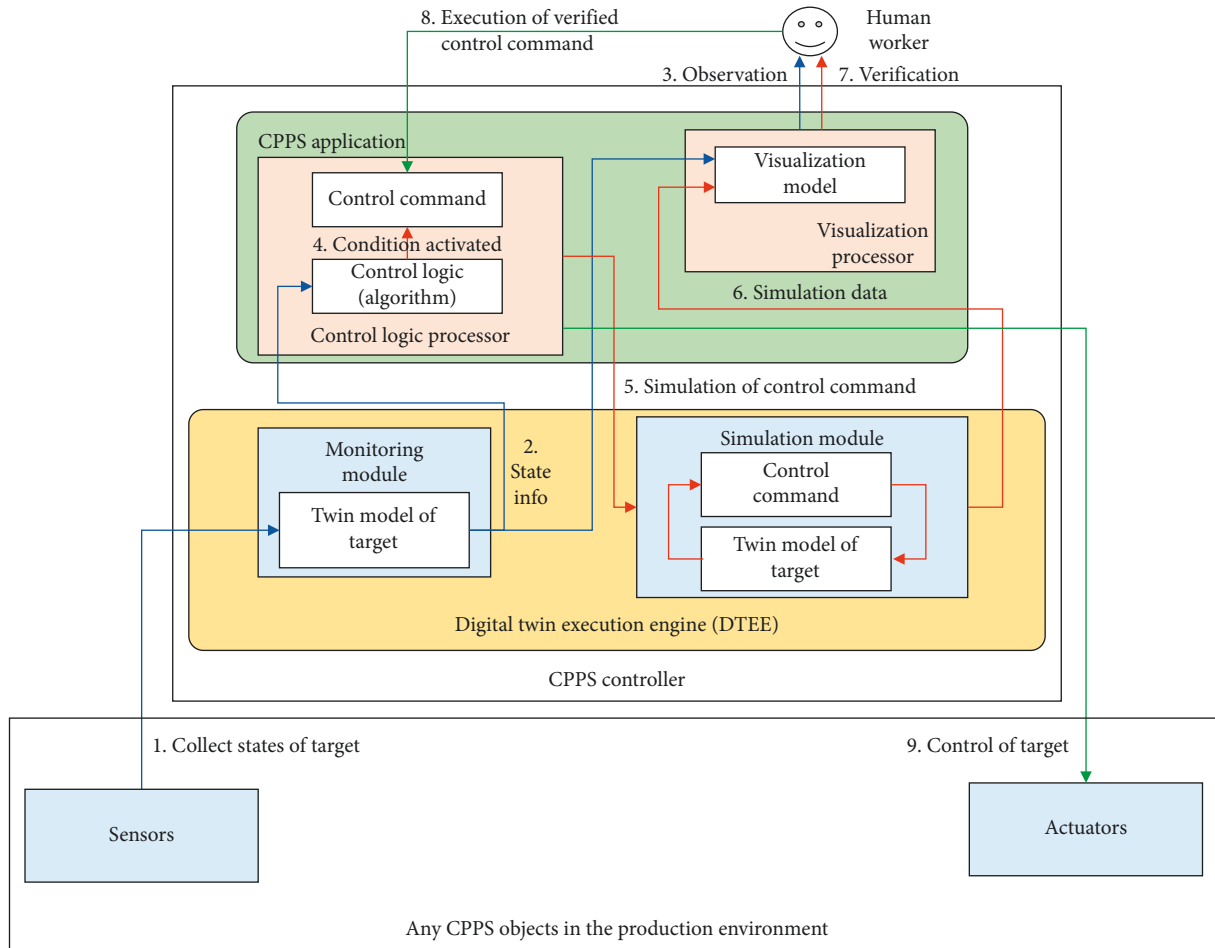 8. Execution of verified
control command
Human
worker
3. Observation
7. Verification
CPPS application
Control command
4. Condition activated
Control logic
(algorithm)
Control logic processor
Visualization
model
Visualization
processor
6. Simulation data
5. Simulation of control command
Monitoring
module
Twin model of
target
2.
State
info
Simulation module
Control
command
Twin model of
target
Digital twin execution engine (DTEE)
CPPS controller
1. Collect states of target
9. Control of target
Sensors
Actuators
Any CPPS objects in the production environment